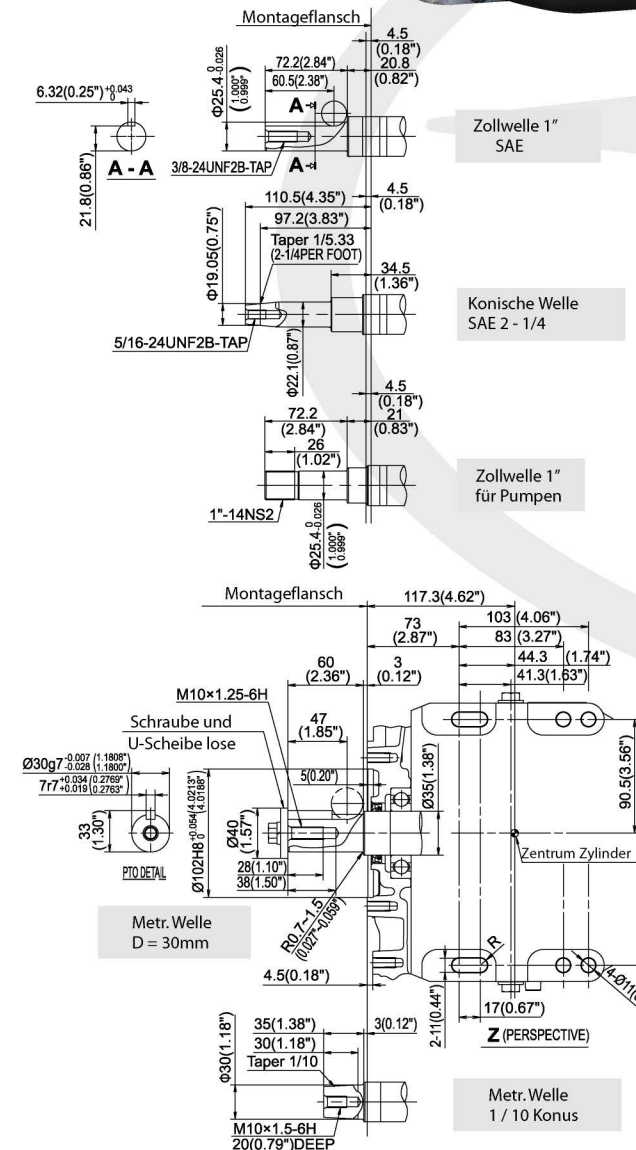 Montageflansch
4.5
(0.18")
72.2(2.84")
20.8
(0.82")
60.5(2.38")
6.32(0.25") +0.043 0
Φ25.4 0 -0.026
(1.000" 0.999")
A
A
21.8(0.86")
A - A
3/8-24UNF2B-TAP
Zollwelle 1"
SAE
110.5(4.35")
4.5
(0.18")
97.2(3.83")
Taper 1/5.33
(2-1/4PER FOOT)
34.5
(1.36")
Φ19.05(0.75")
5/16-24UNF2B-TAP
Φ22.1(0.87")
Konische Welle
SAE 2 - 1/4
4.5
(0.18")
72.2
(2.84")
21
(0.83")
26
(1.02")
1"-14NS2
Φ25.4 0 -0.026
(1.000" 0.999")
Zollwelle 1"
für Pumpen
Montageflansch
117.3(4.62")
103 (4.06")
73
(2.87")
83 (3.27")
44.3 (1.74")
41.3(1.63")
60
(2.36")
3
(0.12")
M10×1.25-6H
47
(1.85")
Schraube und
U-Scheibe lose
Ø30g7 -0.007 -0.028 (1.1808" 1.1800")
7r7 +0.034 +0.019 (0.2769" 0.2763")
5(0.20")
Ø35(1.38")
90.5(3.56")
33
(1.30")
PTO DETAIL
Ø102H8 +0.054 0 (4.0213" 4.0188")
Ø40
(1.57")
28(1.10")
38(1.50")
Zentrum Zylinder
R0.7~1.5
(0.027"~0.059")
Metr. Welle
D = 30mm
4.5(0.18")
R
4-Ø11(
2-11(0.44")
17(0.67")
Z (PERSPECTIVE)
35(1.38")
3(0.12")
30(1.18")
Taper 1/10
Φ30(1.18")
M10×1.5-6H
20(0.79")DEEP
Metr. Welle
1 / 10 Konus